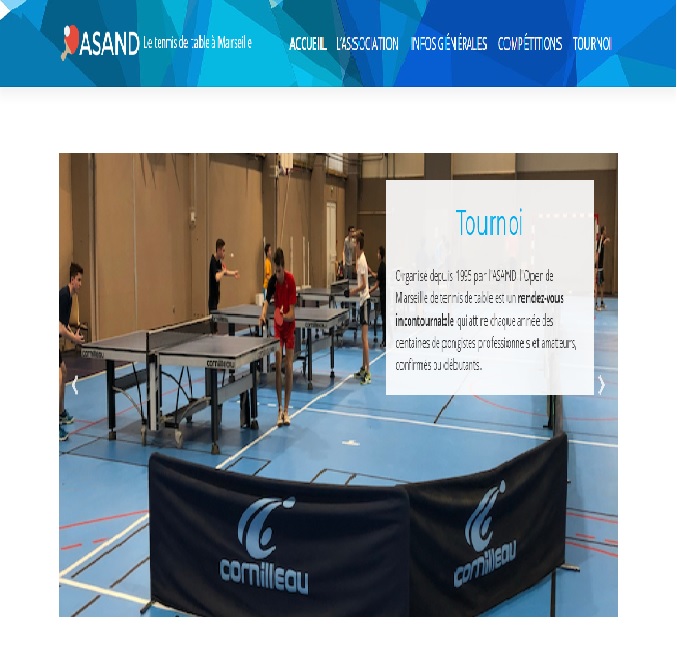 ASAND Le tennis de table à Marseille
ACCUEIL L'ASSOCIATION INFOS GÉNÉRALES COMPÉTITIONS TOURNOI
Tournoi
Organisé depuis 1995 par l'ASAND l'Open de
Marseille de tennis de table est un rendez-vous
incontournable qui attire chaque année des
centaines de pongistes professionnels et amateurs,
confirmés ou débutants.
cornilleau
cornilleau
cornilleau
cornilleau